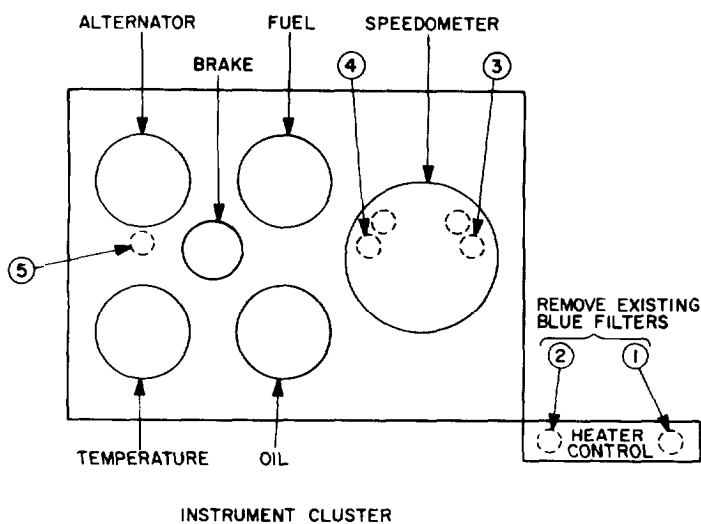 ALTERNATOR
FUEL
SPEEDOMETER
BRAKE
4
3
5
REMOVE EXISTING
BLUE FILTERS
2
1
HEATER
CONTROL
TEMPERATURE
OIL
INSTRUMENT CLUSTER